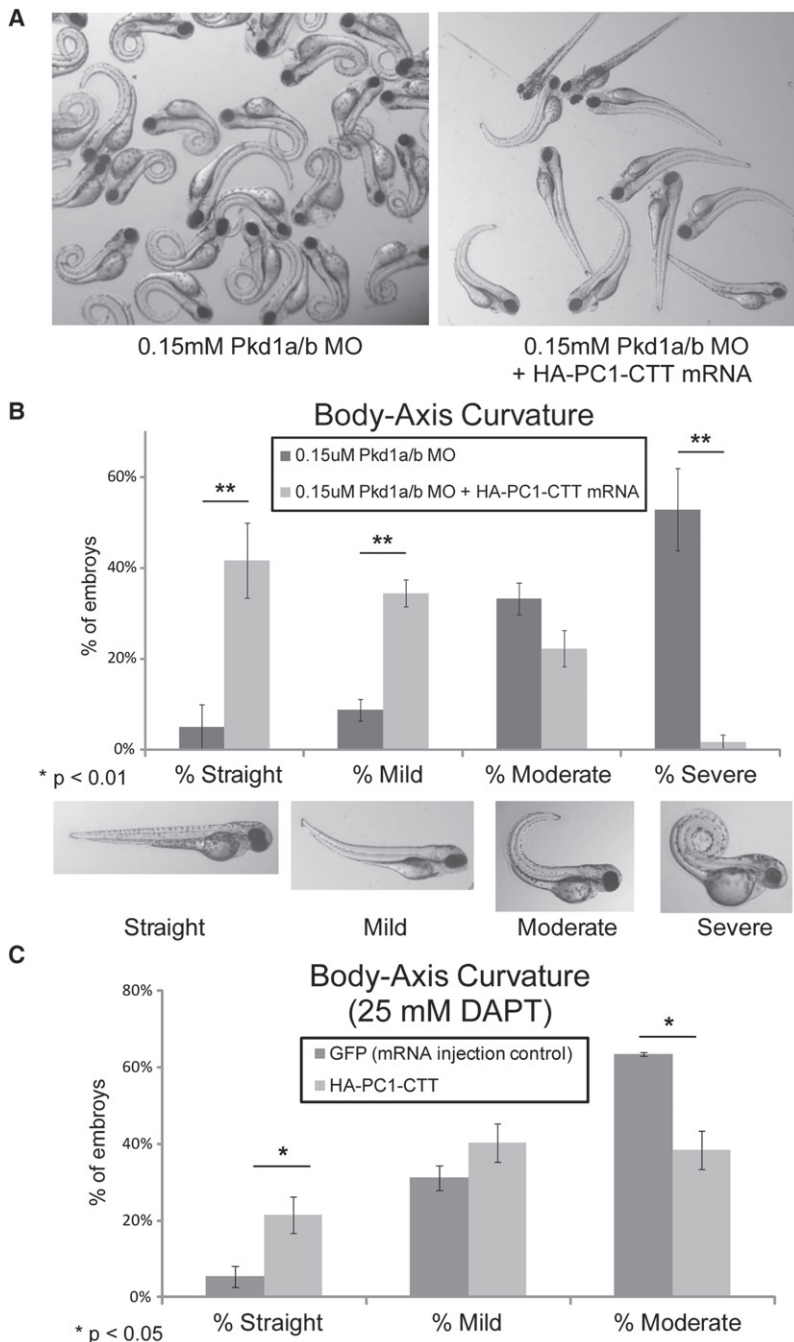 A
0.15mM Pkd1a/b MO
0.15mM Pkd1a/b MO
+ HA-PC1-CTT mRNA
B
Body-Axis Curvature
0.15uM Pkd1a/b MO
0.15uM Pkd1a/b MO + HA-PC1-CTT mRNA
% of embroys
60%
40%
20%
0%
**
**
**
* p < 0.01
% Straight
% Mild
% Moderate
% Severe
Straight
Mild
Moderate
Severe
C
Body-Axis Curvature
(25 mM DAPT)
GFP (mRNA injection control)
HA-PC1-CTT
% of embroys
80%
60%
40%
20%
0%
*
*
% Straight
% Mild
% Moderate
* p < 0.05